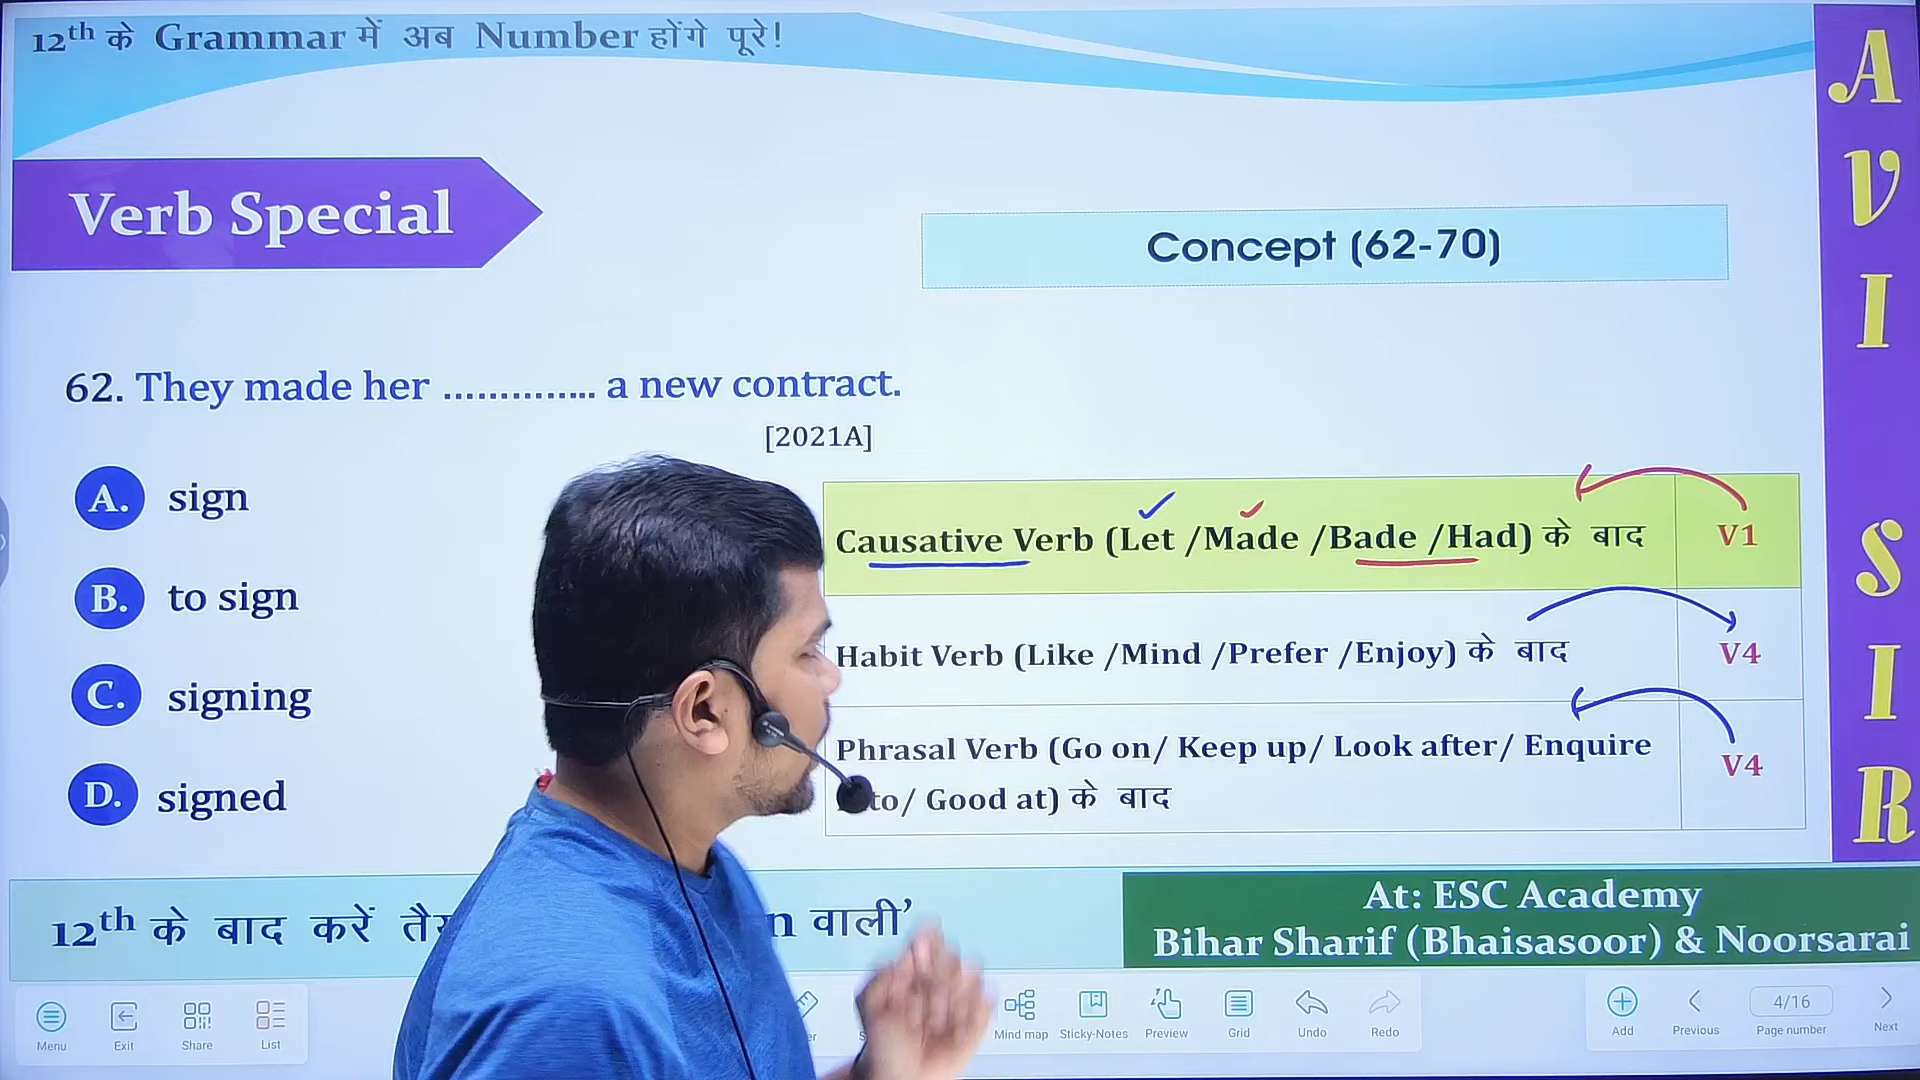 12th के Grammar में अब Number होंगे पूरे!
Verb Special
Concept (62-70)
62. They made her .............. a new contract.
[2021A]
A. sign
B. to sign
C. signing
D. signed
Causative Verb (Let /Made /Bade /Had) के बाद V1
Habit Verb (Like /Mind /Prefer /Enjoy) के बाद V4
Phrasal Verb (Go on/ Keep up/ Look after/ Enquire
to/ Good at) के बाद V4
12th के बाद करें वाली’
At: ESC Academy
Bihar Sharif (Bhaisasoor) & Noorsarai
AVI SIR
Menu Exit Share List Mind map Sticky-Notes Preview Grid Undo Redo Add Previous 4/16 Page number Next